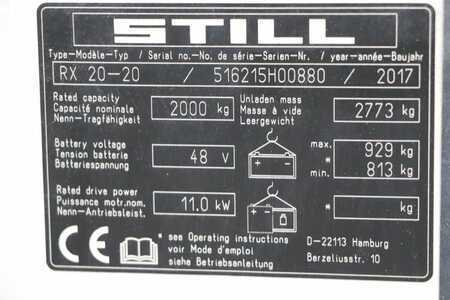 STILL
Type-Modèle-Typ / Serial no.-No. de série-Serien-Nr. / year-année-Baujahr
RX 20-20 / 516215H00880 / 2017
Rated capacity
Capacité nominale
Nenn-Tragfähigkeit
2000 kg
Unladen mass
Masse à vide
Leergewicht
2773 kg
Battery voltage
Tension batterie
Batteriespannung
48 V
max. 929 kg
*
min. 813 kg
Rated drive power
Puissance motr.nom.
Nenn-Antriebsleist.
11.0 kW
* kg
CE
* see Operating instructions
voir Mode d'emploi
siehe Betriebsanleitung
D-22113 Hamburg
Berzeliusstr. 10